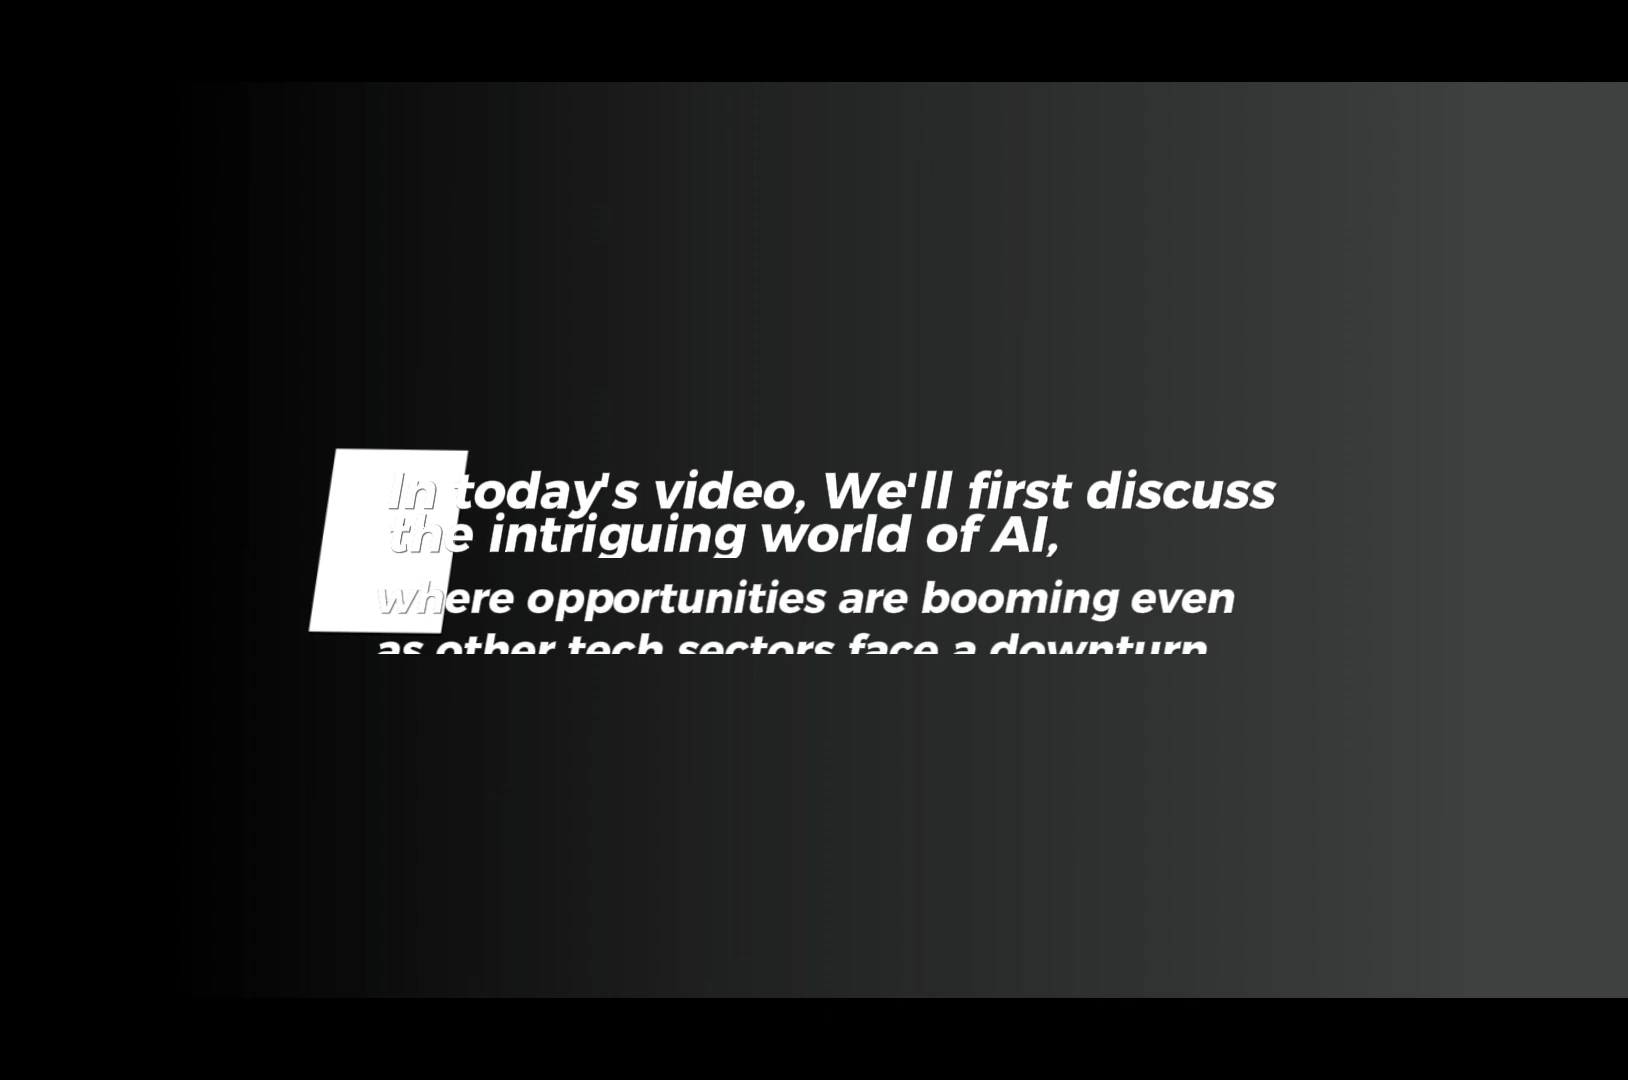 In today's video, We'll first discuss
the intriguing world of AI,
where opportunities are booming even
as other tech sectors face a downturn